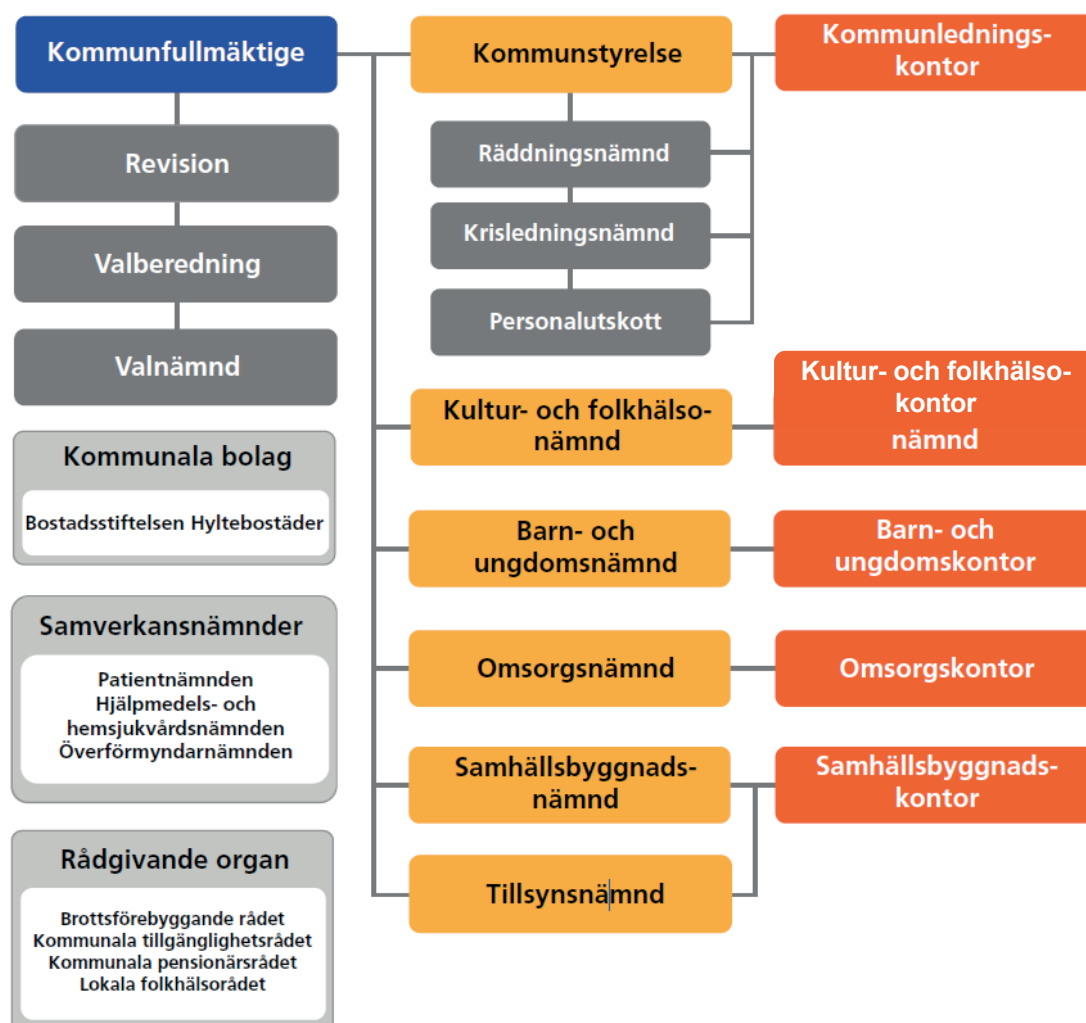 Kommunfullmäktige
Revision
Valberedning
Valnämnd
Kommunala bolag
Bostadsstiftelsen Hyltebostäder
Samverkansnämnder
Patientnämnden
Hjälpmedels- och
hemsjukvårdsnämnden
Överförmyndarnämnden
Rådgivande organ
Brottsförebyggande rådet
Kommunala tillgänglighetsrådet
Kommunala pensionärsrådet
Lokala folkhälsorådet
Kommunstyrelse
Räddningsnämnd
Krisledningsnämnd
Personalutskott
Kultur- och folkhälso-
nämnd
Barn- och
ungdomsnämnd
Omsorgsnämnd
Samhällsbyggnads-
nämnd
Tillsynsnämnd
Kommunlednings-
kontor
Kultur- och folkhälso-
kontor
nämnd
Barn- och
ungdomskontor
Omsorgskontor
Samhällsbyggnads-
kontor